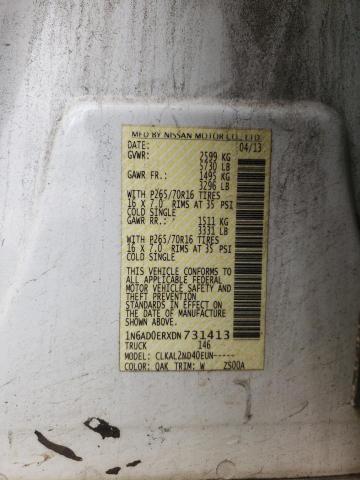 MFD BY NISSAN MOTOR CO., LTD.
DATE: 04/13
GVWR: 2599 KG
5730 LB
GAWR FR.: 1495 KG
3296 LB
WITH P265/70R16 TIRES
16 X 7.0 RIMS AT 35 PSI
COLD SINGLE
GAWR RR.: 1511 KG
3331 LB
WITH P265/70R16 TIRES
16 X 7.0 RIMS AT 35 PSI
COLD SINGLE
THIS VEHICLE CONFORMS TO
ALL APPLICABLE FEDERAL
MOTOR VEHICLE SAFETY AND
THEFT PREVENTION
STANDARDS IN EFFECT ON
THE DATE OF MANUFACTURE
SHOWN ABOVE.
1N6AD0ERXDN731413
TRUCK 146
MODEL: CLKAL2ND40EUN-----
COLOR: QAK TRIM: W ZS00A